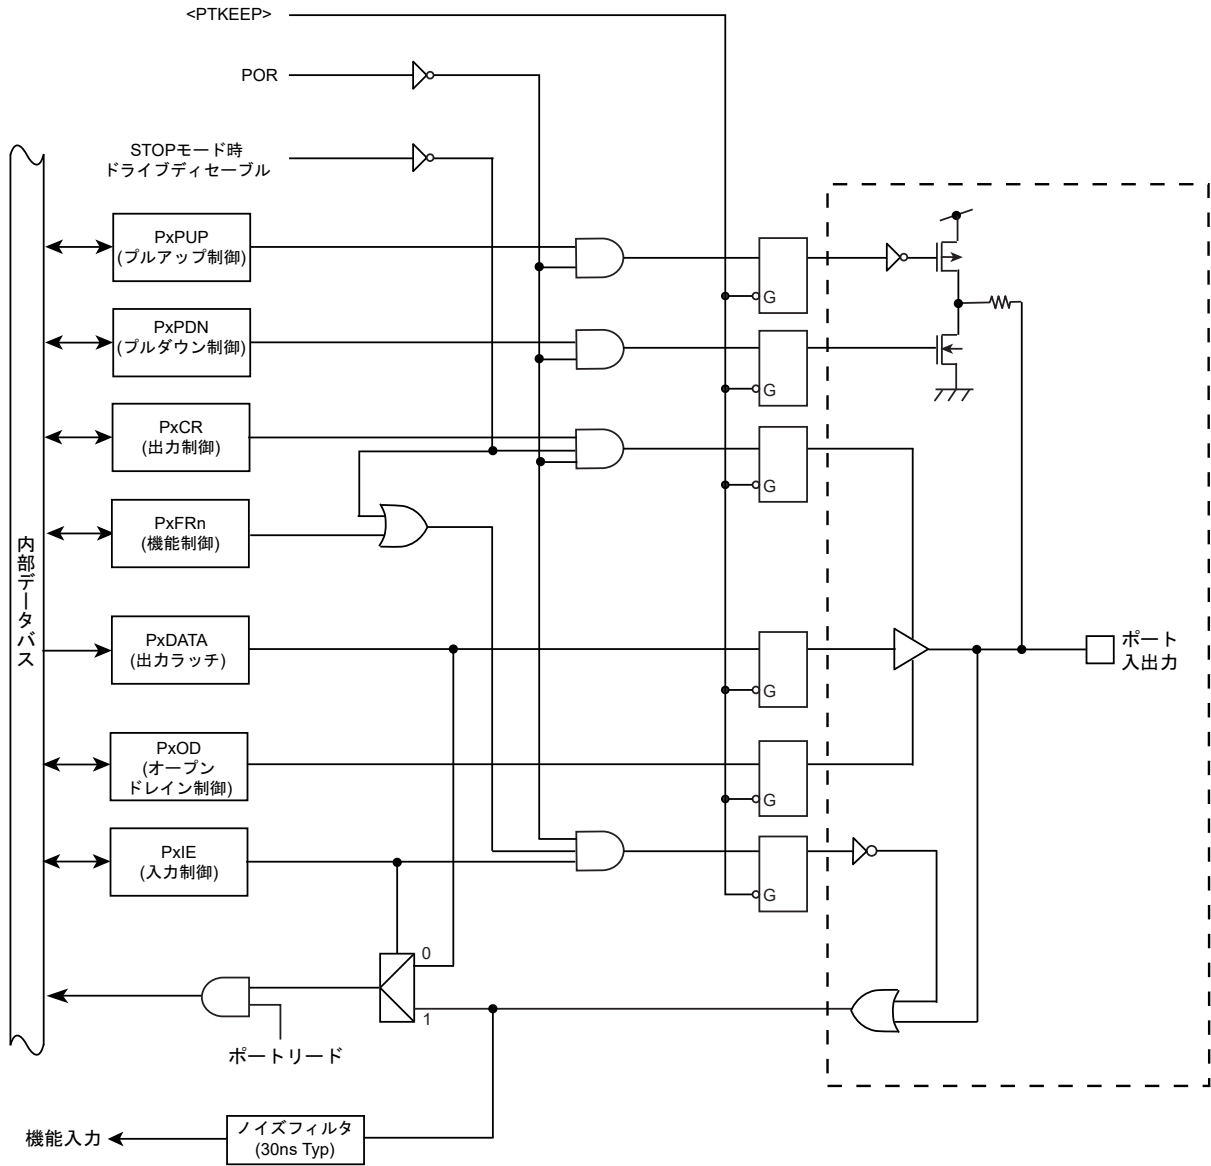 <PTKEEP>
POR
STOPモード時
ドライブディセーブル
PxPUP
(プルアップ制御)
G
PxPDN
(プルダウン制御)
G
PxCR
(出力制御)
G
PxFRn
(機能制御)
内部データバス
PxDATA
(出力ラッチ)
G
ポート
入出力
PxOD
(オープン
ドレイン制御)
G
PxIE
(入力制御)
G
0
1
ポートリード
機能入力
ノイズフィルタ
(30ns Typ)